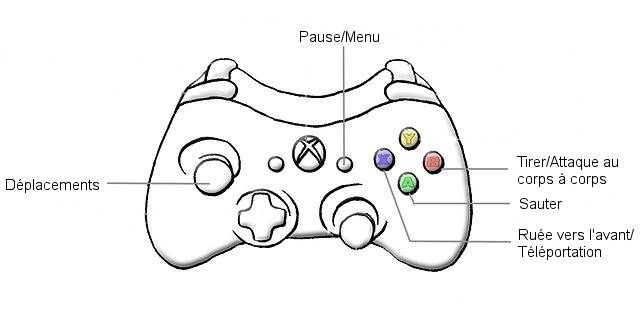 Pause/Menu
Y
X
B
A
Tirer/Attaque au
corps à corps
Déplacements
Sauter
Ruée vers l'avant/
Téléportation